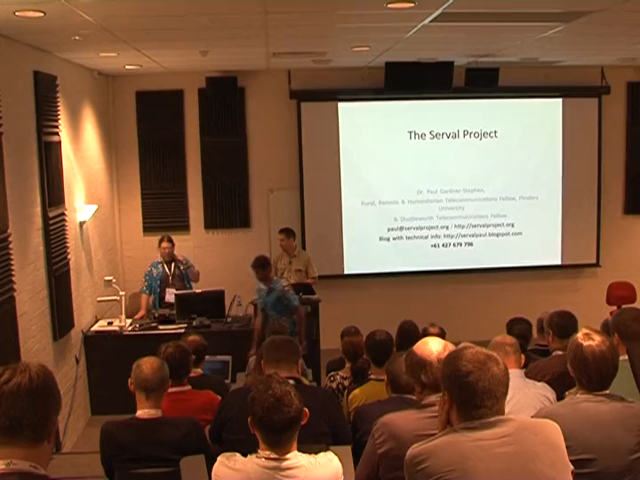 The Serval Project
Dr. Paul Gardner-Stephen,
Rural, Remote & Humanitarian Telecommunications Fellow, Flinders
University
& Shuttleworth Telecommunications Fellow
paul@servalproject.org / http://servalproject.org
Blog with technical info: http://servalpaul.blogspot.com
+61 427 679 796